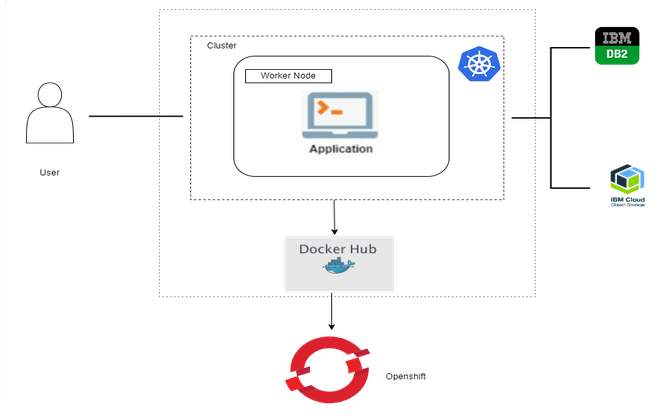 Cluster
Worker Node
Application
User
IBM
DB2
IBM Cloud
Object Storage
Docker Hub
Openshift